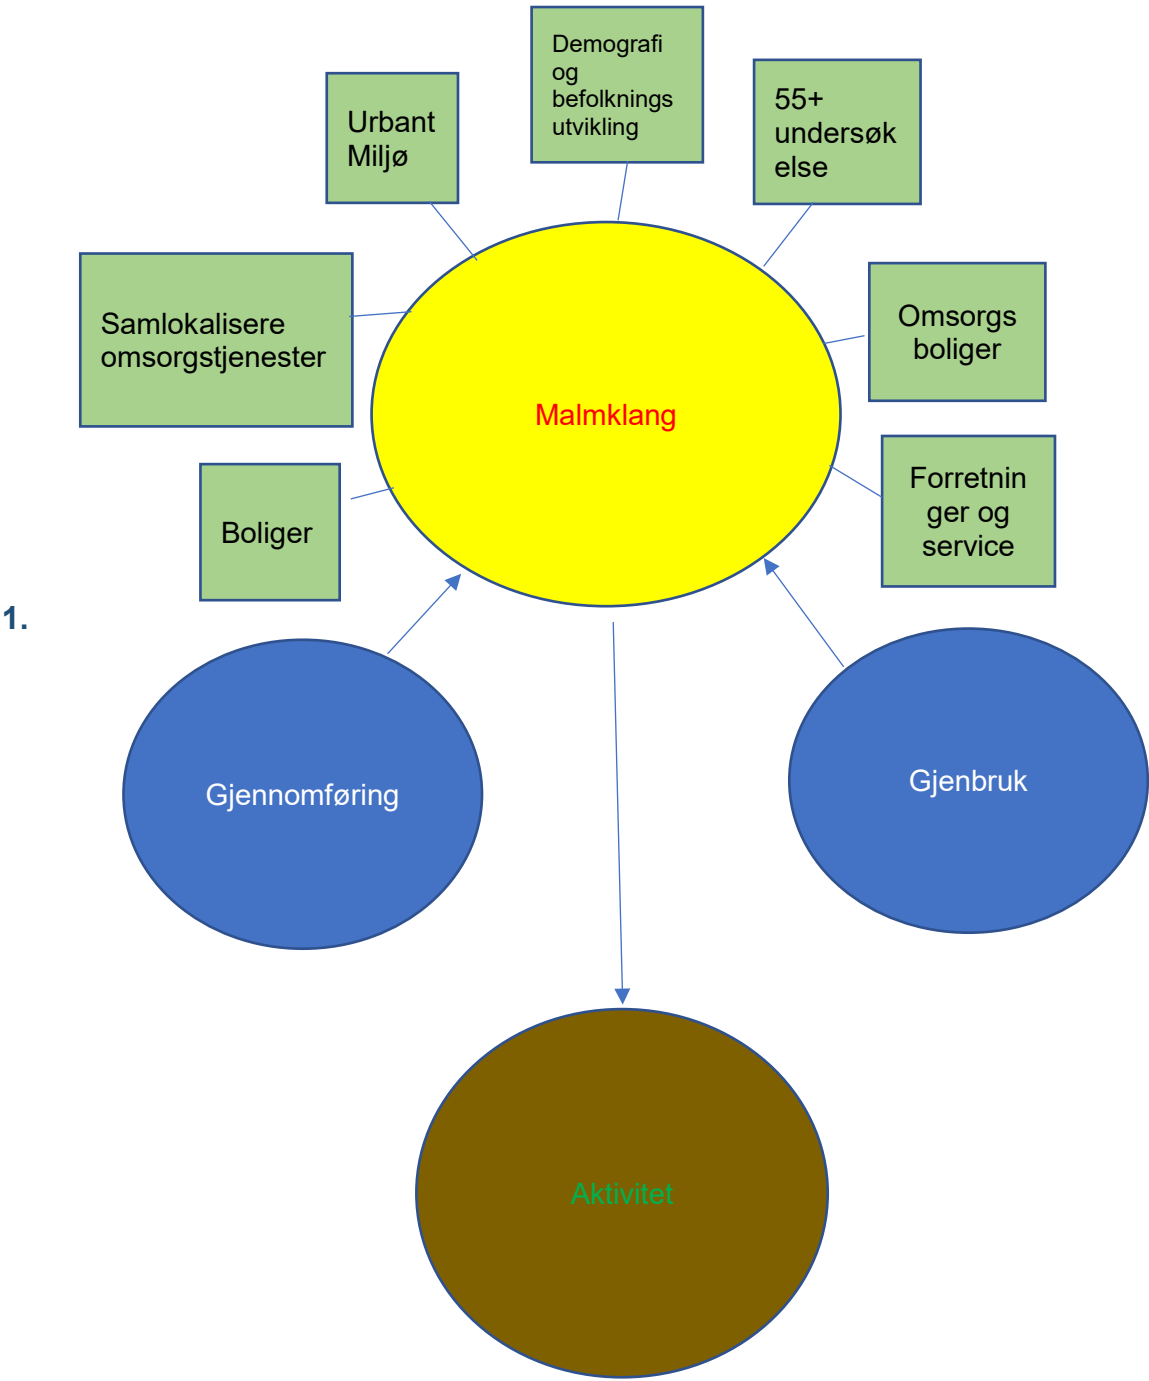 Demografi
og
befolknings
utvikling
Urbant
Miljø
55+
undersøk
else
Samlokalisere
omsorgstjenester
Omsorgs
boliger
Malmklang
Boliger
Forretnin
ger og
service
1.
Gjennomføring
Gjenbruk
Aktivitet